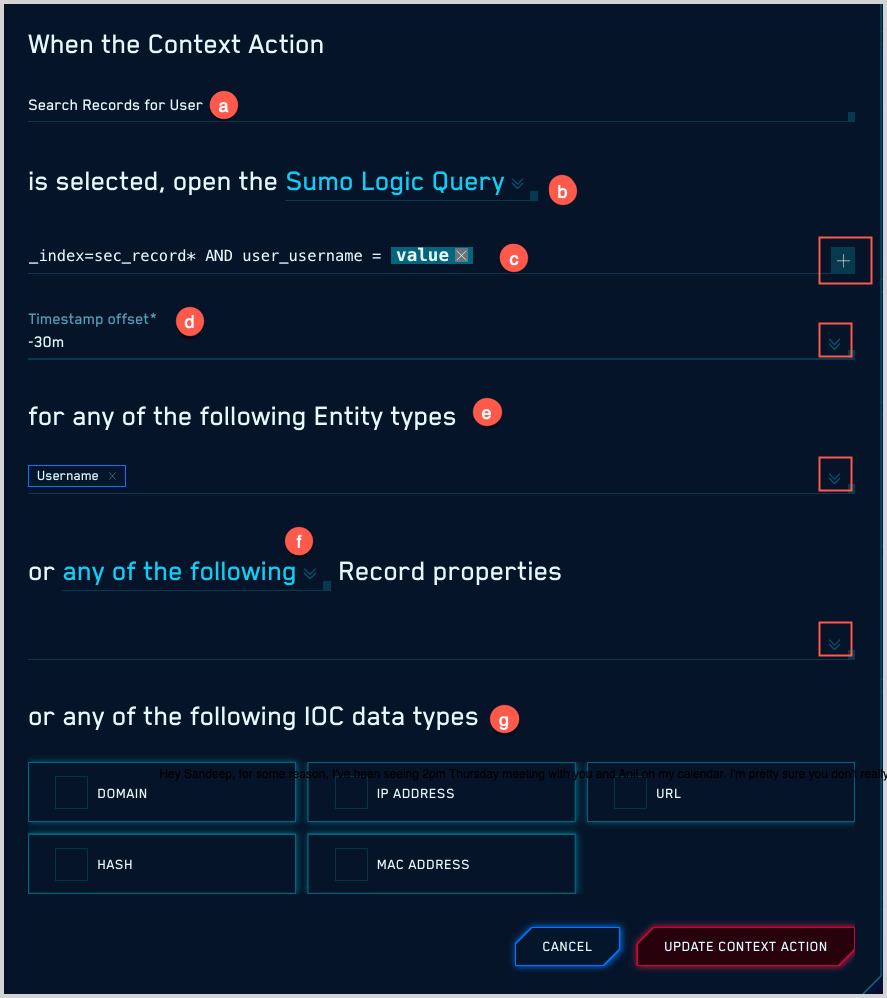 When the Context Action
Search Records for User a
is selected, open the Sumo Logic Query b
_index=sec_record* AND user_username = value c
Timestamp offset* d
-30m
for any of the following Entity types e
Username
f
or any of the following Record properties
or any of the following IOC data types g
Hey Sandeep, for some reason, I've been seeing 2pm Thursday meeting with you and Anil on my calendar. I'm pretty sure you don't really
DOMAIN IP ADDRESS URL
HASH MAC ADDRESS
CANCEL UPDATE CONTEXT ACTION